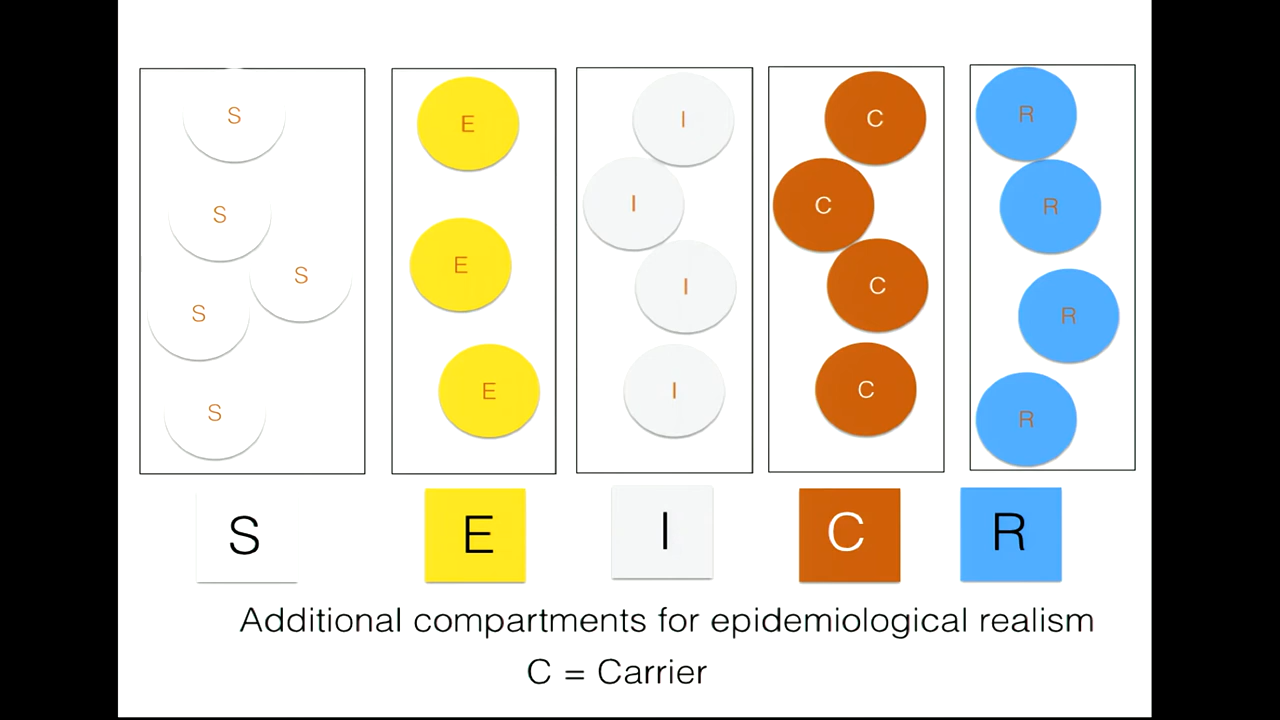 S E I C R
S I R
S E I C
S R
S E I C R
S E I C R
Additional compartments for epidemiological realism
C = Carrier